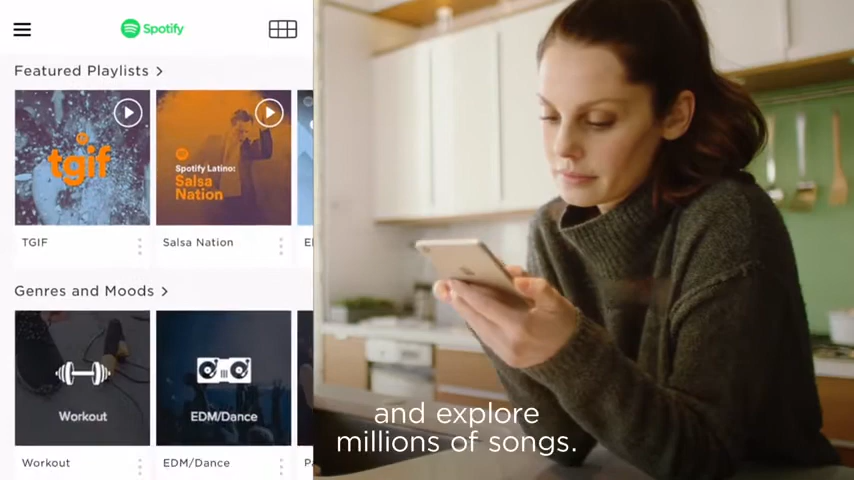 Spotify
Featured Playlists >
tgif
Spotify Latino:
Salsa
Nation
TGIF
Salsa Nation
Genres and Moods >
Workout
EDM/Dance
Workout
EDM/Dance
and explore
millions of songs.